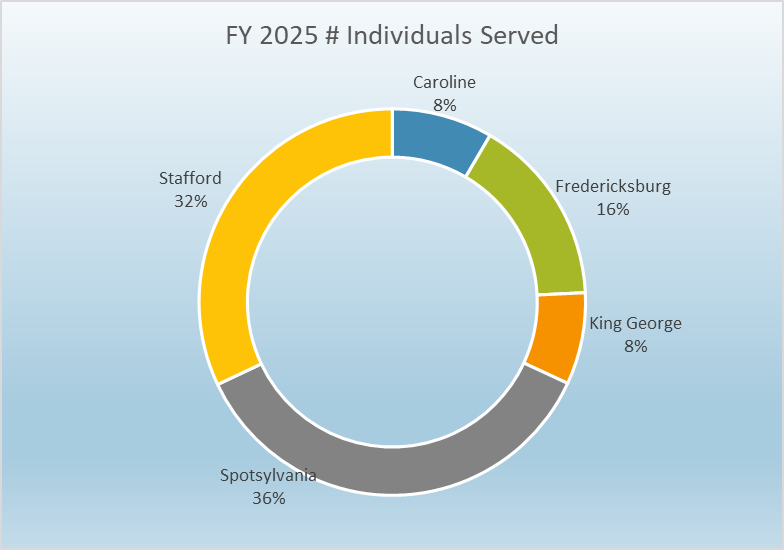 FY 2025 # Individuals Served
Caroline
8%
Fredericksburg
16%
King George
8%
Spotsylvania
36%
Stafford
32%